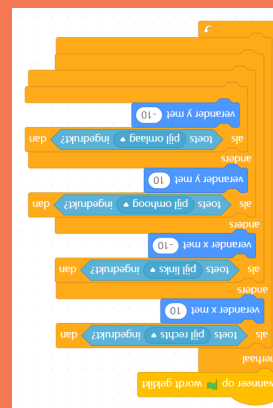 wanneer op wordt geklikt
herhaal
als toets pijl rechts ingedrukt? dan
verander x met 10
anders
als toets pijl links ingedrukt? dan
verander x met -10
anders
als toets pijl omhoog ingedrukt? dan
verander y met 10
anders
als toets pijl omlaag ingedrukt? dan
verander y met -10